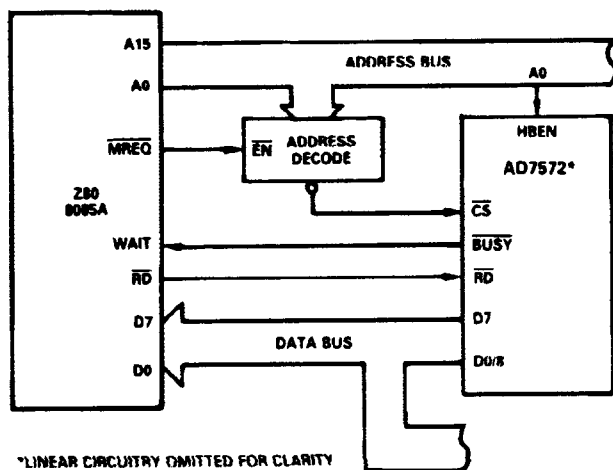 A15
ADDRESS BUS
A0
A0
HBEN
ADDRESS
DECODE
EN
MREQ
AD7572*
Z80
8085A
CS
WAIT
BUSY
RD
RD
D7
D7
DATA BUS
D0
D0/8
*LINEAR CIRCUITRY OMITTED FOR CLARITY